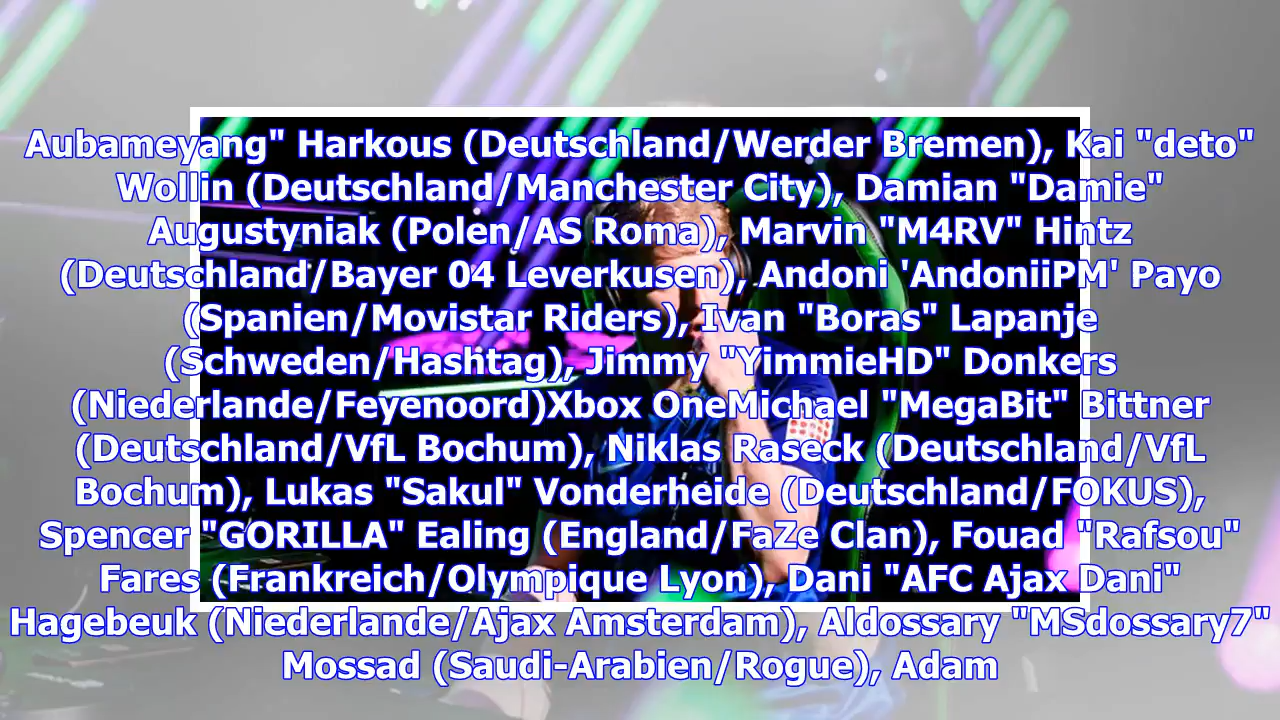 Aubameyang" Harkous (Deutschland/Werder Bremen), Kai "deto"
Wollin (Deutschland/Manchester City), Damian "Damie"
Augustyniak (Polen/AS Roma), Marvin "M4RV" Hintz
(Deutschland/Bayer 04 Leverkusen), Andoni 'AndoniiPM' Payo
(Spanien/Movistar Riders), Ivan "Boras" Lapanje
(Schweden/Hashtag), Jimmy "YimmieHD" Donkers
(Niederlande/Feyenoord)Xbox OneMichael "MegaBit" Bittner
(Deutschland/VfL Bochum), Niklas Raseck (Deutschland/VfL
Bochum), Lukas "Sakul" Vonderheide (Deutschland/FOKUS),
Spencer "GORILLA" Ealing (England/FaZe Clan), Fouad "Rafsou"
Fares (Frankreich/Olympique Lyon), Dani "AFC Ajax Dani"
Hagebeuk (Niederlande/Ajax Amsterdam), Aldossary "MSdossary7"
Mossad (Saudi-Arabien/Rogue), Adam